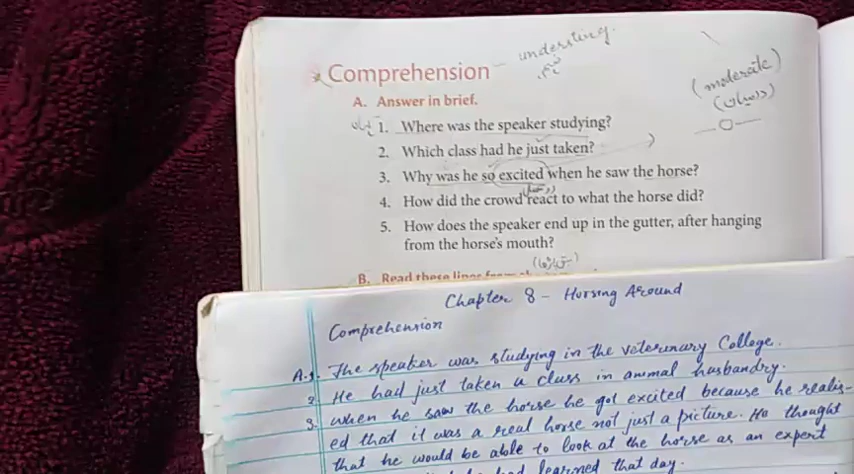 understing.
Comprehension
(moderate)
A. Answer in brief.
1. Where was the speaker studying?
2. Which class had he just taken?
3. Why was he so excited when he saw the horse?
4. How did the crowd react to what the horse did?
5. How does the speaker end up in the gutter, after hanging
from the horse's mouth?
B. Read these lines from
Chapter 8 - Horsing Around
Comprehension
A.1. The speaker was studying in the veterinary College.
2. He had just taken a class in animal husbandry.
3. when he saw the horse he got excited because he realis-
ed that it was a real horse not just a picture. He thought
that he would be able to look at the horse as an expert
had learned that day.